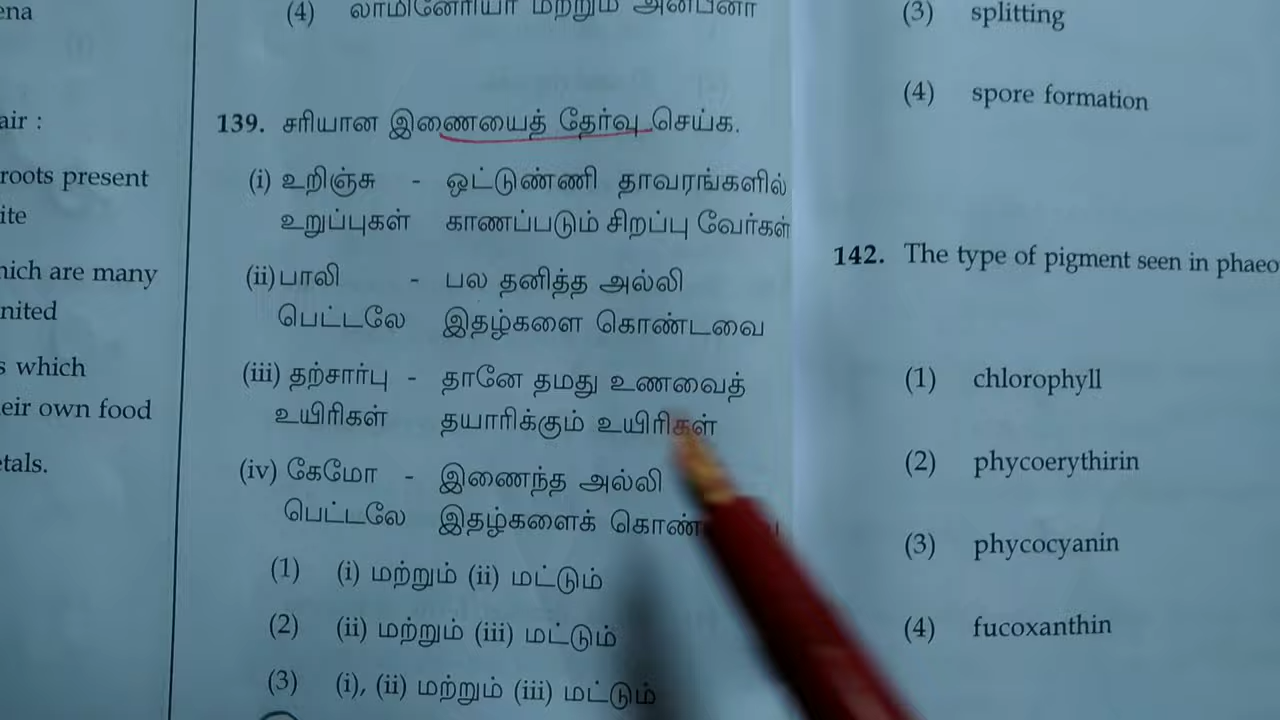 ena
air :
roots present
ite
hich are many
nited
s which
eir own food
etals.
(4) லாமினேரியா மற்றும் அனபீனா
139. சரியான இணையைத் தேர்வு செய்க.
(i) உறிஞ்சு - ஒட்டுண்ணி தாவரங்களில்
உறுப்புகள் காணப்படும் சிறப்பு வேர்கள்
(ii) பாலி - பல தனித்த அல்லி
பெட்டலே இதழ்களை கொண்டவை
(iii) தற்சார்பு - தானே தமது உணவைத்
உயிரிகள் தயாரிக்கும் உயிரிகள்
(iv) கேமோ - இணைந்த அல்லி
பெட்டலே இதழ்களைக் கொண்
(1) (i) மற்றும் (ii) மட்டும்
(2) (ii) மற்றும் (iii) மட்டும்
(3) (i), (ii) மற்றும் (iii) மட்டும்
(3) splitting
(4) spore formation
142. The type of pigment seen in phaeo
(1) chlorophyll
(2) phycoerythirin
(3) phycocyanin
(4) fucoxanthin